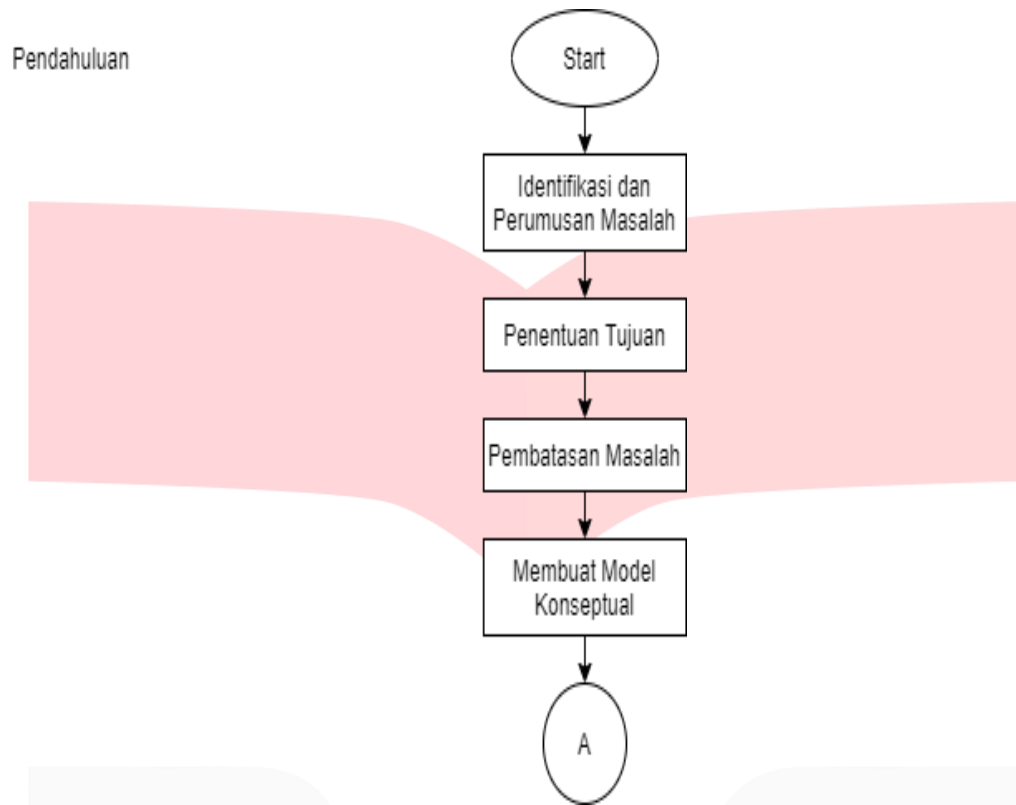 Pendahuluan
Start
Identifikasi dan
Perumusan Masalah
Penentuan Tujuan
Pembatasan Masalah
Membuat Model
Konseptual
A